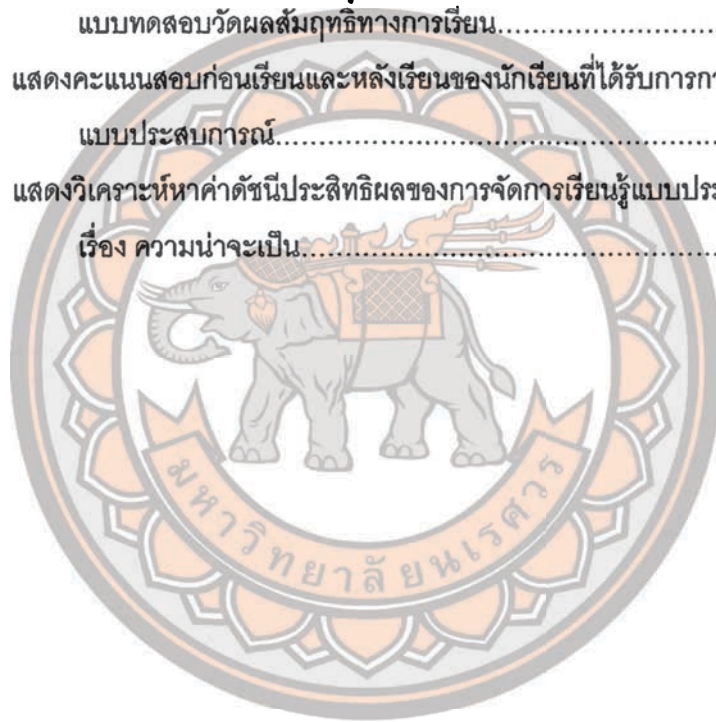 แบบทดสอบวัดผลสัมฤทธิ์ทางการเรียน........................
แสดงคะแนนสอบก่อนเรียนและหลังเรียนของนักเรียนที่ได้รับการกา
แบบประสบการณ์................................................
แสดงวิเคราะห์หาค่าดัชนีประสิทธิผลของการจัดการเรียนรู้แบบประ
เรื่อง ความน่าจะเป็น.............................................
มหาวิทยาลัยนเรศวร